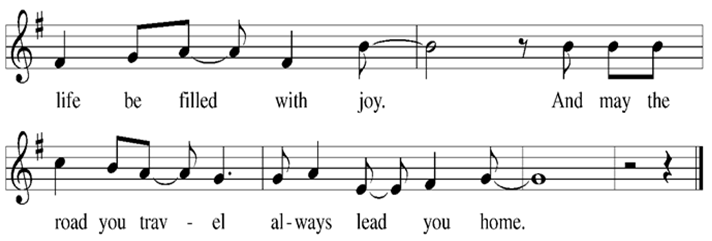 life be filled with joy. And may the
road you trav - el al - ways lead you home.